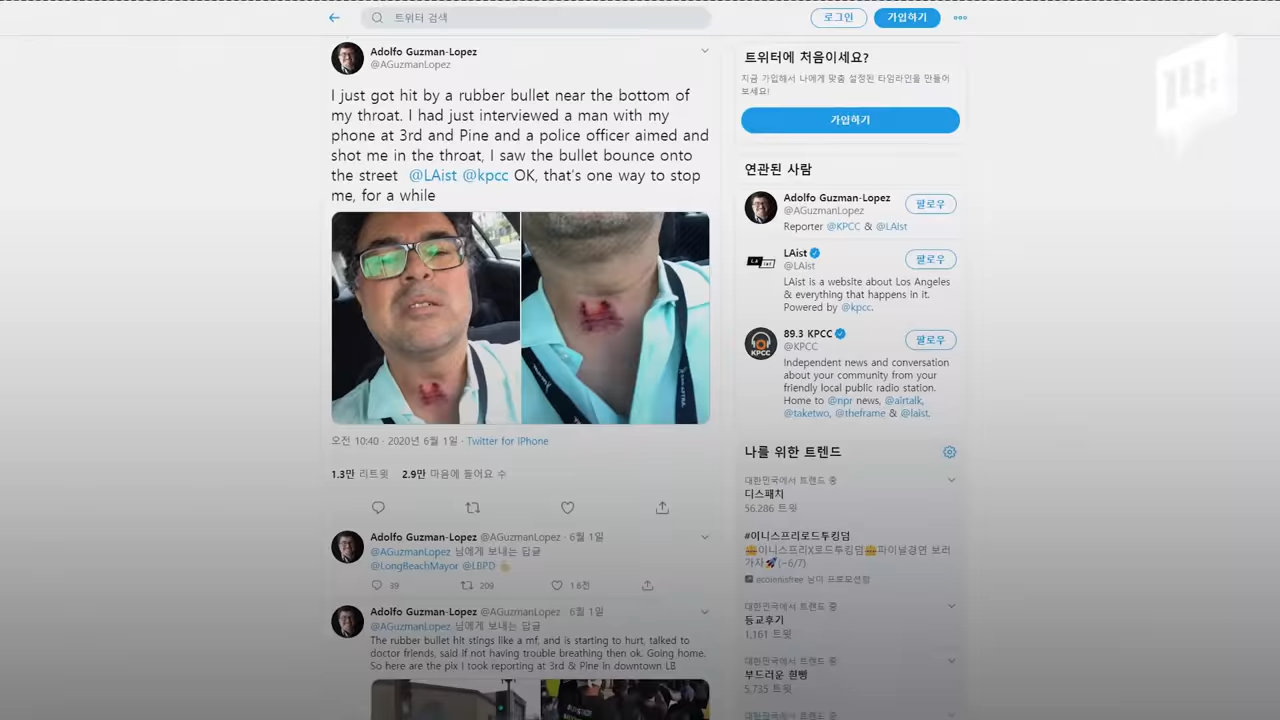 트위터 검색
로그인
가입하기
Adolfo Guzman-Lopez
@AGuzmanLopez
I just got hit by a rubber bullet near the bottom of
my throat. I had just interviewed a man with my
phone at 3rd and Pine and a police officer aimed and
shot me in the throat, I saw the bullet bounce onto
the street @LAist @kpcc OK, that's one way to stop
me, for a while
오전 10:40 · 2020년 6월 1일 · Twitter for iPhone
1.3만 리트윗 2.9만 마음에 들어요 수
Adolfo Guzman-Lopez @AGuzmanLopez · 6월 1일
@AGuzmanLopez 님에게 보내는 답글
@LongBeachMayor @LBPD
39 209 1.6천
Adolfo Guzman-Lopez @AGuzmanLopez · 6월 1일
@AGuzmanLopez 님에게 보내는 답글
The rubber bullet hit stings like a mf, and is starting to hurt, talked to
doctor friends, said if not having trouble breathing then ok. Going home.
So here are the pix I took reporting at 3rd & Pine in downtown LB
트위터에 처음이세요?
지금 가입해서 나에게 맞춤 설정된 타임라인을 만들어
보세요!
가입하기
연관된 사람
Adolfo Guzman-Lopez
@AGuzmanLopez
팔로우
Reporter @KPCC & @LAist
LAist
@LAist
팔로우
LAist is a website about Los Angeles
& everything that happens in it.
Powered by @kpcc.
89.3 KPCC
@KPCC
팔로우
Independent news and conversation
about your community from your
friendly local public radio station.
Home to @npr news, @airtalk,
@taketwo, @theframe & @laist.
나를 위한 트렌드
대한민국에서 트렌드 중
디스패치
56,286 트윗
#이니스프리로드투킹덤
이니스프리X로드투킹덤 파이널경연 보러
가자🚀(~6/7)
ecoinnisfree 님이 프로모션함
대한민국에서 트렌드 중
등교후기
1,161 트윗
대한민국에서 트렌드 중
부드러운 흰빵
5,735 트윗
대한민국에서 트렌드 중